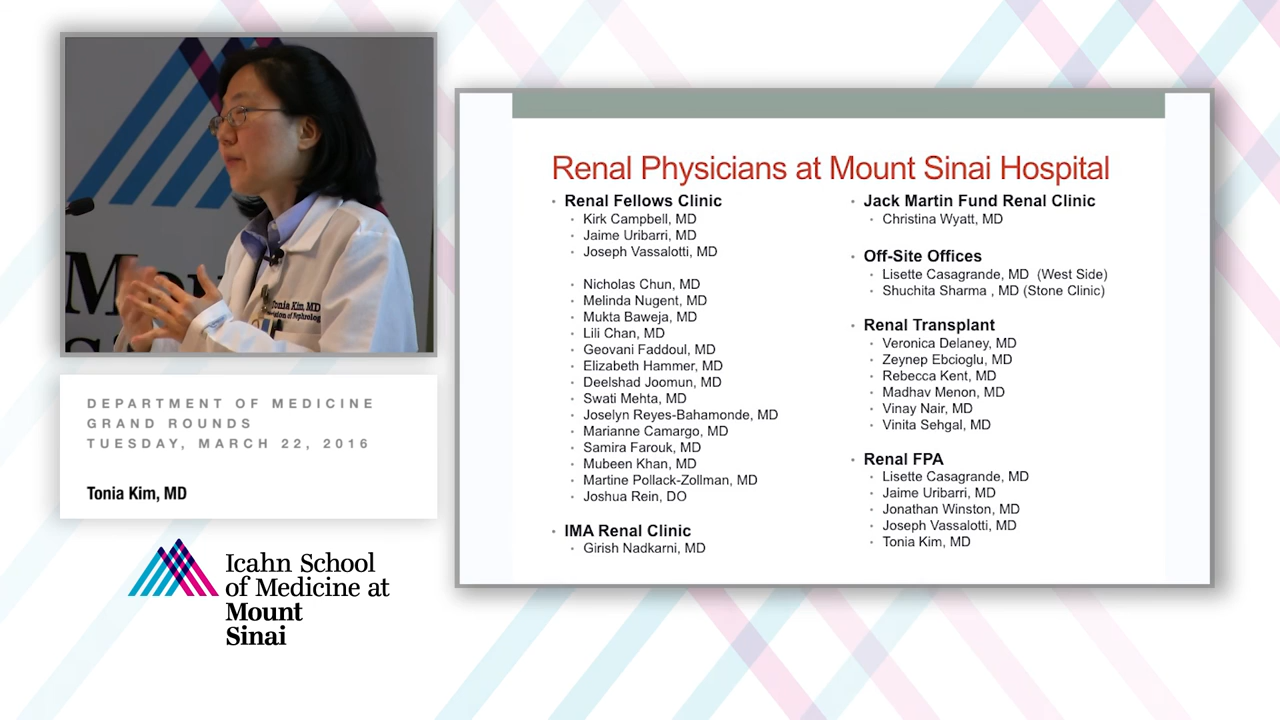 Tonia Kim, MD
DEPARTMENT OF MEDICINE
GRAND ROUNDS
TUESDAY, MARCH 22, 2016
Tonia Kim, MD
Icahn School
of Medicine at
Mount
Sinai
Renal Physicians at Mount Sinai Hospital
Renal Fellows Clinic
Kirk Campbell, MD
Jaime Uribarri, MD
Joseph Vassalotti, MD
Nicholas Chun, MD
Melinda Nugent, MD
Mukta Baweja, MD
Lili Chan, MD
Geovani Faddoul, MD
Elizabeth Hammer, MD
Deelshad Joomun, MD
Swati Mehta, MD
Joselyn Reyes-Bahamonde, MD
Marianne Camargo, MD
Samira Farouk, MD
Mubeen Khan, MD
Martine Pollack-Zollman, MD
Joshua Rein, DO
IMA Renal Clinic
Girish Nadkarni, MD
Jack Martin Fund Renal Clinic
Christina Wyatt, MD
Off-Site Offices
Lisette Casagrande, MD (West Side)
Shuchita Sharma , MD (Stone Clinic)
Renal Transplant
Veronica Delaney, MD
Zeynep Ebcioglu, MD
Rebecca Kent, MD
Madhav Menon, MD
Vinay Nair, MD
Vinita Sehgal, MD
Renal FPA
Lisette Casagrande, MD
Jaime Uribarri, MD
Jonathan Winston, MD
Joseph Vassalotti, MD
Tonia Kim, MD